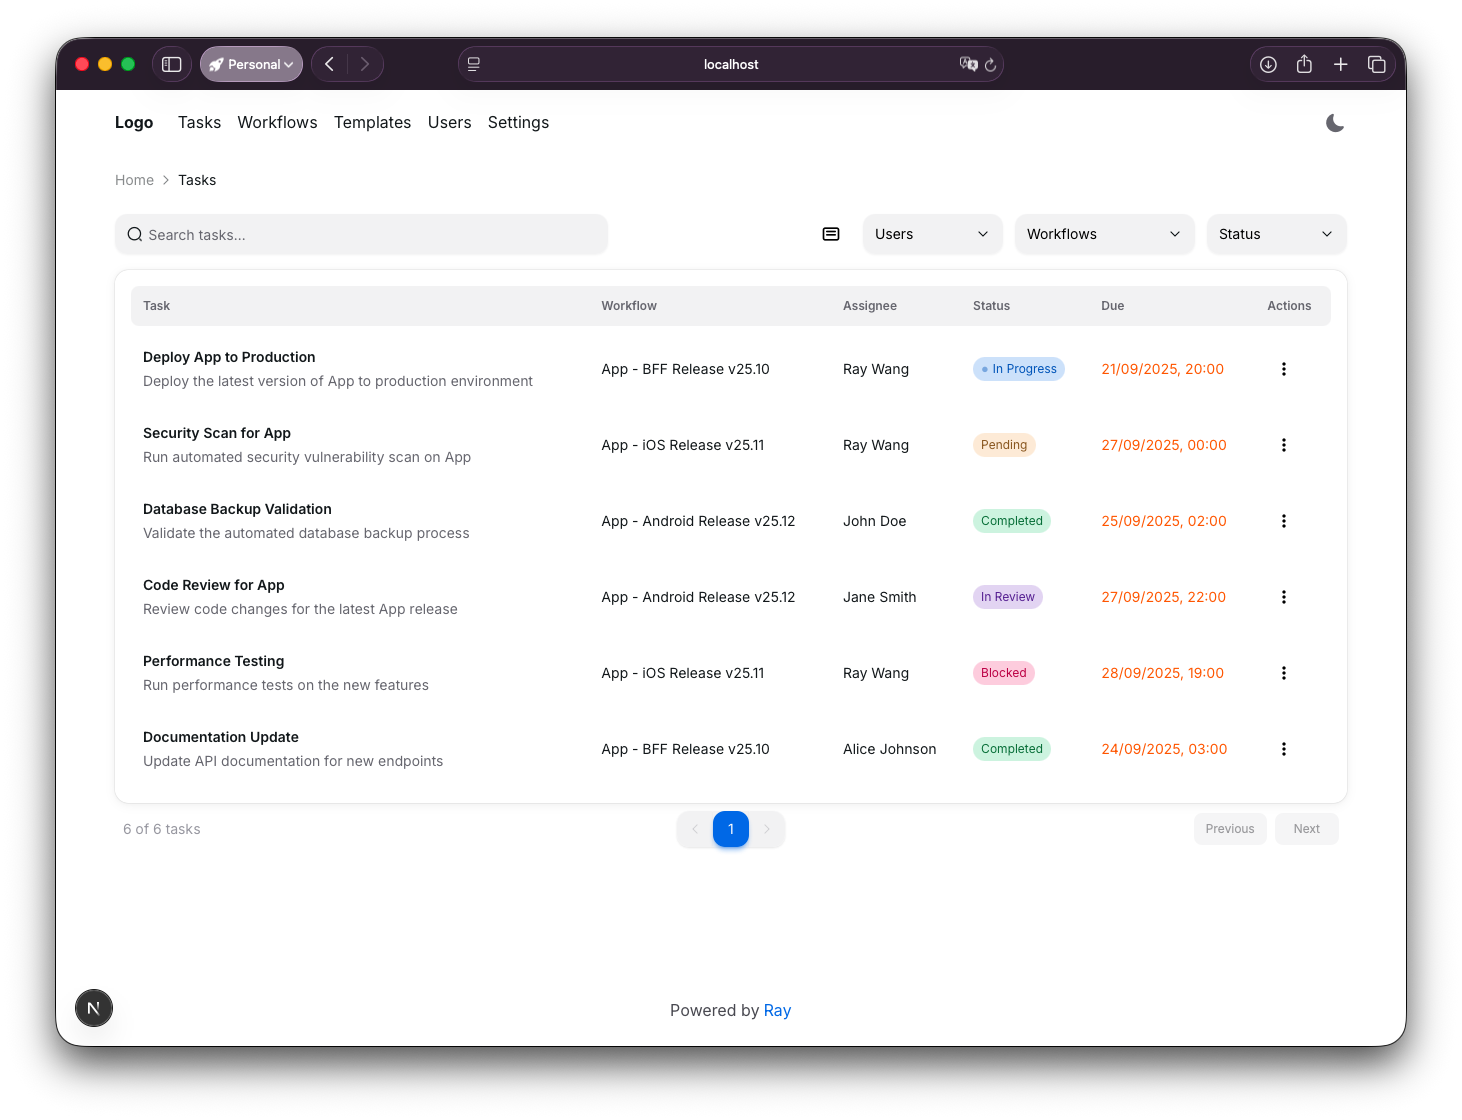 Personal
localhost
Logo Tasks Workflows Templates Users Settings
Home > Tasks
Search tasks...
Users
Workflows
Status
Task Workflow Assignee Status Due Actions
Deploy App to Production
Deploy the latest version of App to production environment
App - BFF Release v25.10 Ray Wang In Progress 21/09/2025, 20:00
Security Scan for App
Run automated security vulnerability scan on App
App - iOS Release v25.11 Ray Wang Pending 27/09/2025, 00:00
Database Backup Validation
Validate the automated database backup process
App - Android Release v25.12 John Doe Completed 25/09/2025, 02:00
Code Review for App
Review code changes for the latest App release
App - Android Release v25.12 Jane Smith In Review 27/09/2025, 22:00
Performance Testing
Run performance tests on the new features
App - iOS Release v25.11 Ray Wang Blocked 28/09/2025, 19:00
Documentation Update
Update API documentation for new endpoints
App - BFF Release v25.10 Alice Johnson Completed 24/09/2025, 03:00
6 of 6 tasks
1
Previous
Next
N
Powered by Ray